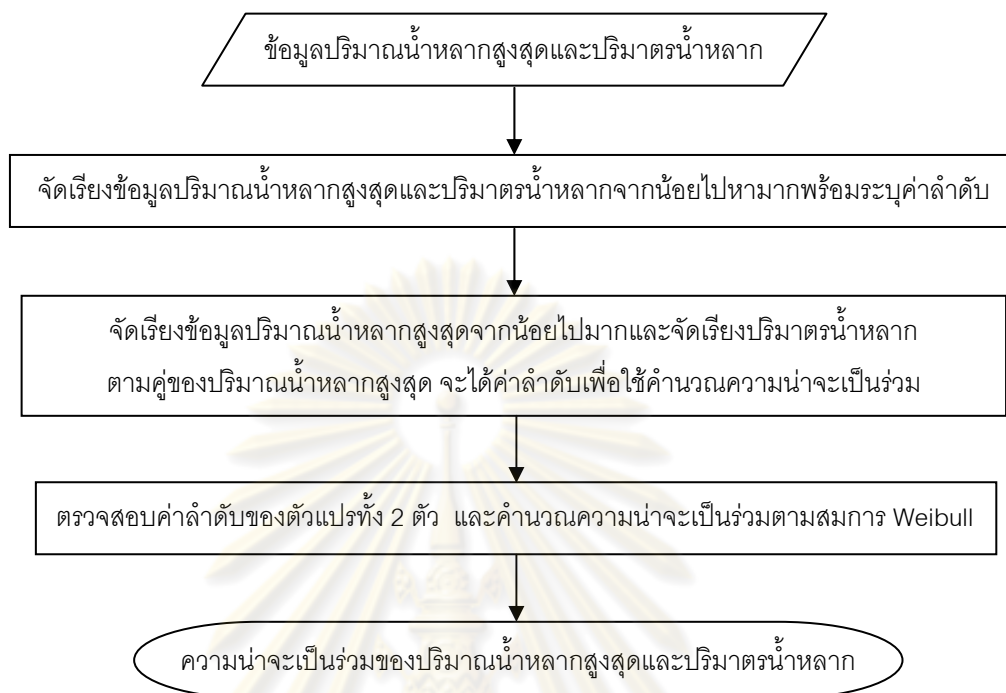 ข้อมูลปริมาณน้ำหลากสูงสุดและปริมาตรน้ำหลาก
จัดเรียงข้อมูลปริมาณน้ำหลากสูงสุดและปริมาตรน้ำหลากจากน้อยไปหามากพร้อมระบุค่าลำดับ
จัดเรียงข้อมูลปริมาณน้ำหลากสูงสุดจากน้อยไปมากและจัดเรียงปริมาตรน้ำหลาก
ตามคู่ของปริมาณน้ำหลากสูงสุด จะได้ค่าลำดับเพื่อใช้คำนวณความน่าจะเป็นร่วม
ตรวจสอบค่าลำดับของตัวแปรทั้ง 2 ตัว และคำนวณความน่าจะเป็นร่วมตามสมการ Weibull
ความน่าจะเป็นร่วมของปริมาณน้ำหลากสูงสุดและปริมาตรน้ำหลาก